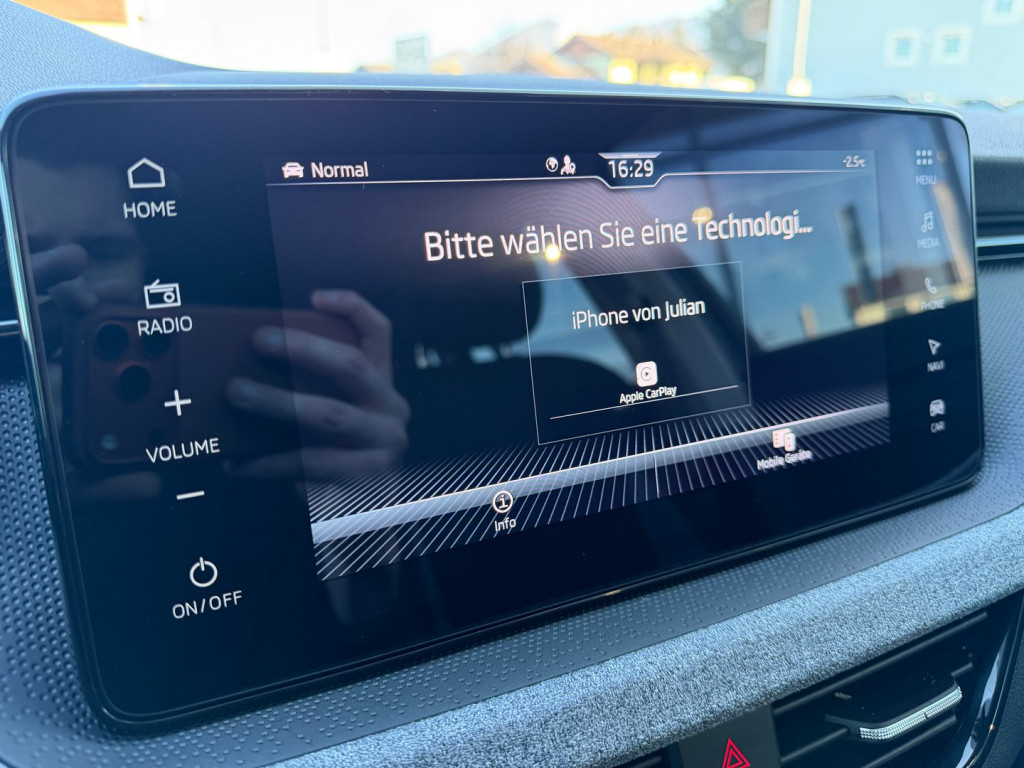 HOME
RADIO
VOLUME
ON/OFF
Normal
16:29
-2.5°C
Bitte wählen Sie eine Technologi...
iPhone von Julian
Apple CarPlay
Info
Mobile Geräte
MENU
MEDIA
PHONE
NAVI
CAR